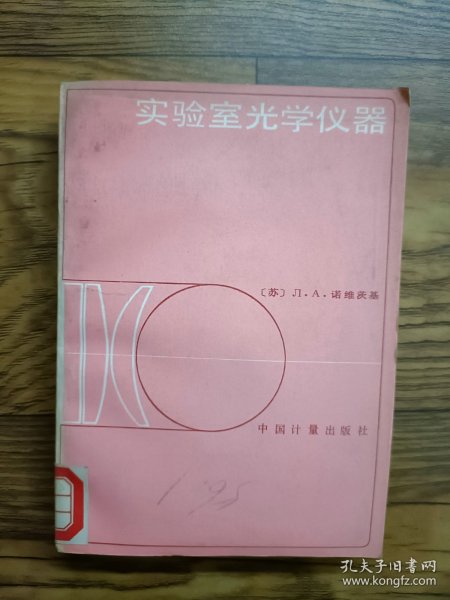 实验室光学仪器
〔苏〕Л.А.诺维茨基
中国计量出版社
1.95
孔夫子旧书网
www.kongfz.com